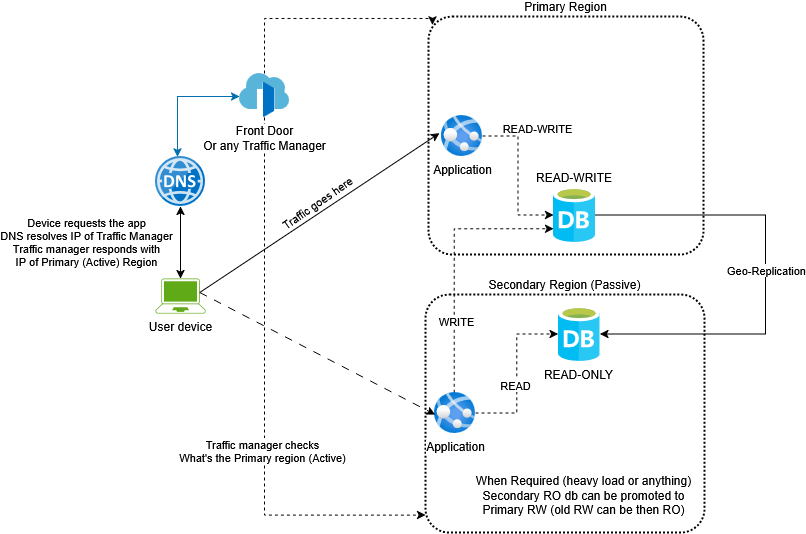 Primary Region
Front Door
Or any Traffic Manager
READ-WRITE
Application
READ-WRITE
DB
DNS
Traffic goes here
Device requests the app
DNS resolves IP of Traffic Manager
Traffic manager responds with
IP of Primary (Active) Region
User device
Geo-Replication
Secondary Region (Passive)
WRITE
DB
READ-ONLY
READ
Application
Traffic manager checks
What's the Primary region (Active)
When Required (heavy load or anything)
Secondary RO db can be promoted to
Primary RW (old RW can be then RO)